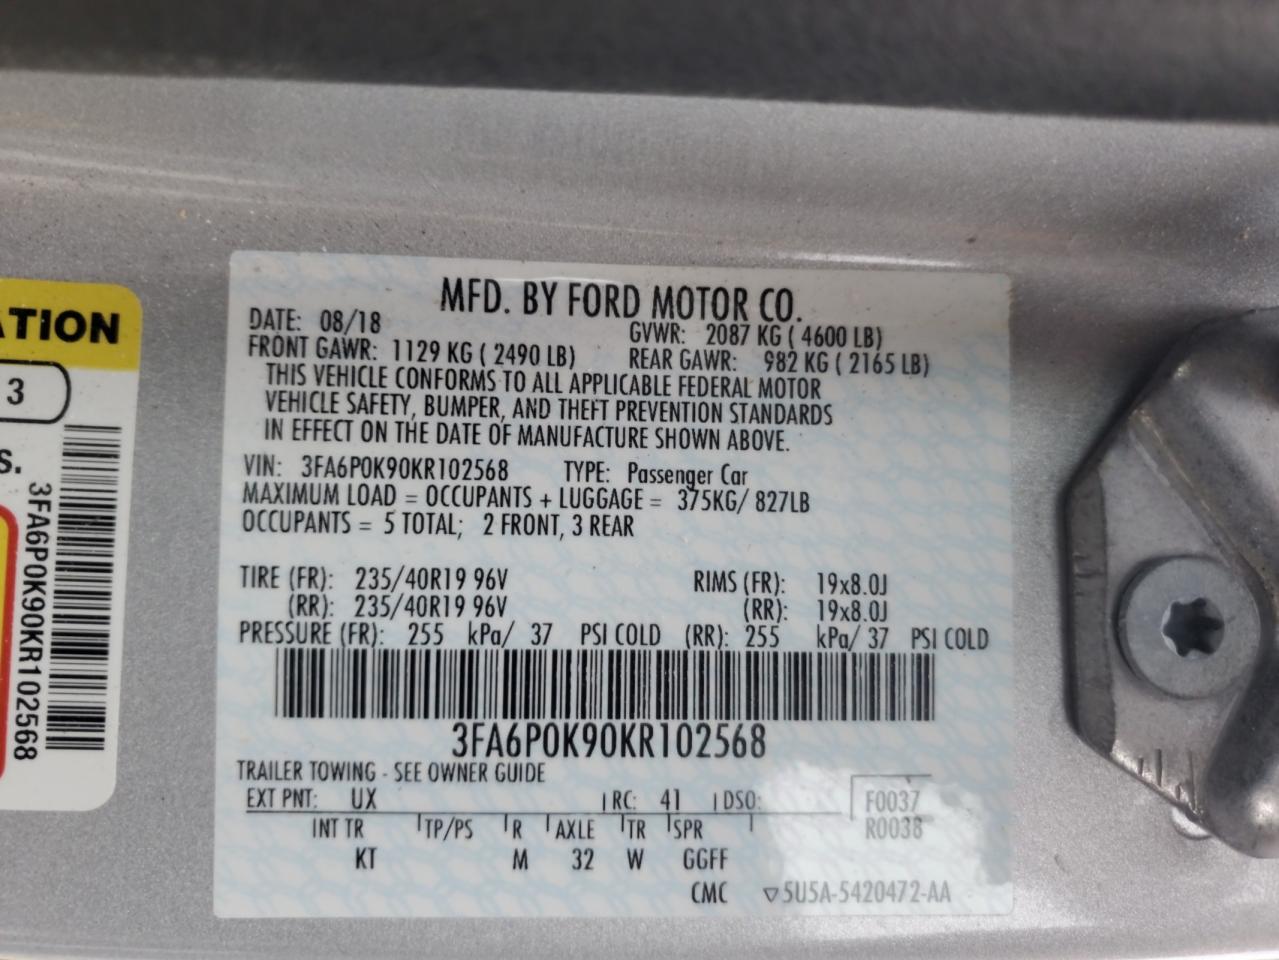 ATION
3
S.
3FA6P0K90KR102568
MFD. BY FORD MOTOR CO.
DATE: 08/18 GVWR: 2087 KG ( 4600 LB)
FRONT GAWR: 1129 KG ( 2490 LB) REAR GAWR: 982 KG ( 2165 LB)
THIS VEHICLE CONFORMS TO ALL APPLICABLE FEDERAL MOTOR
VEHICLE SAFETY, BUMPER, AND THEFT PREVENTION STANDARDS
IN EFFECT ON THE DATE OF MANUFACTURE SHOWN ABOVE.
VIN: 3FA6P0K90KR102568 TYPE: Passenger Car
MAXIMUM LOAD = OCCUPANTS + LUGGAGE = 375KG/ 827LB
OCCUPANTS = 5 TOTAL; 2 FRONT, 3 REAR
TIRE (FR): 235/40R19 96V RIMS (FR): 19x8.0J
(RR): 235/40R19 96V (RR): 19x8.0J
PRESSURE (FR): 255 kPa/ 37 PSI COLD (RR): 255 kPa/ 37 PSI COLD
3FA6P0K90KR102568
TRAILER TOWING - SEE OWNER GUIDE
EXT PNT: UX RC: 41 DSO: F0037
INT TR TP/PS R AXLE TR SPR R0038
KT M 32 W GGFF
CMC ▽5U5A-5420472-AA